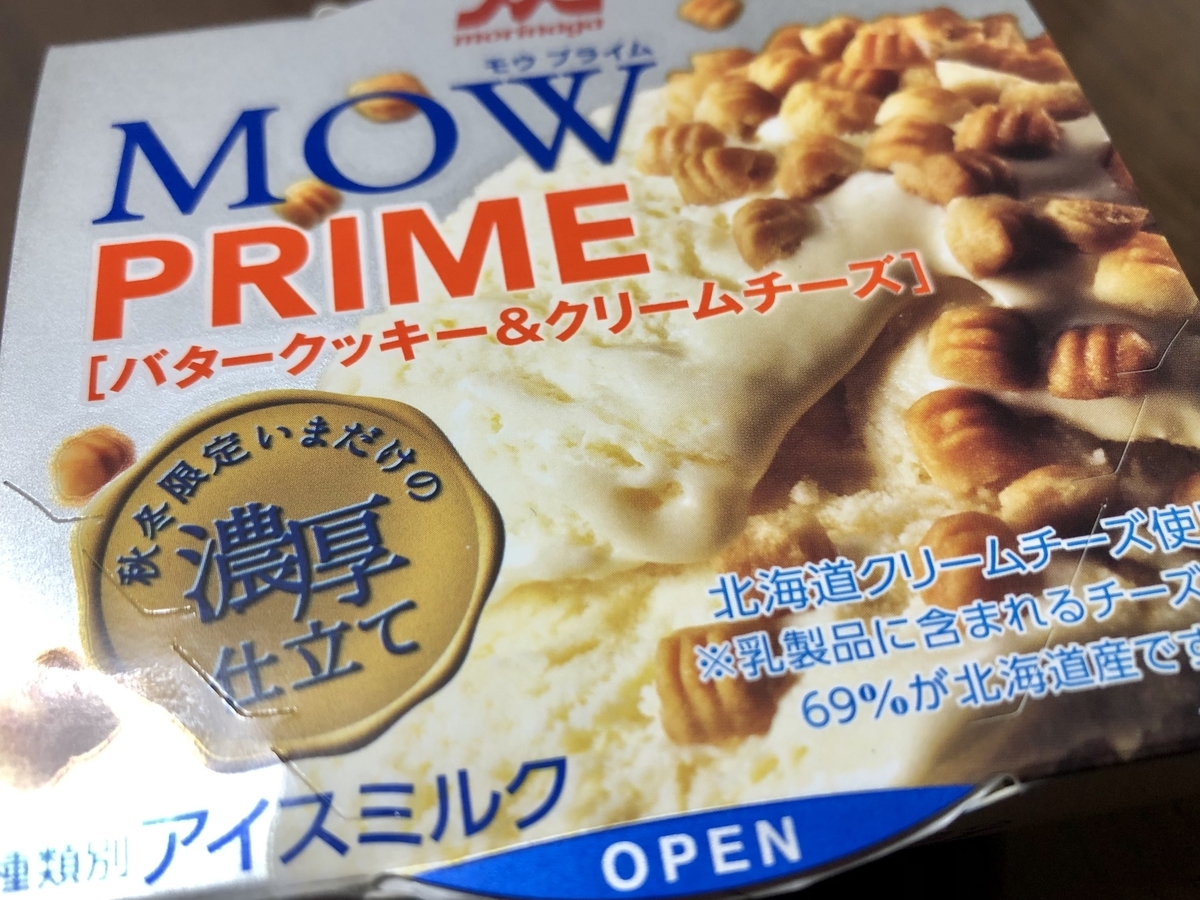 morinaga
モウ プライム
MOW
PRIME
[バタークッキー&クリームチーズ]
秋冬限定いまだけの
濃厚
仕立て
北海道クリームチーズ使
※乳製品に含まれるチーズ
69%が北海道産です
種類別 アイスミルク
OPEN